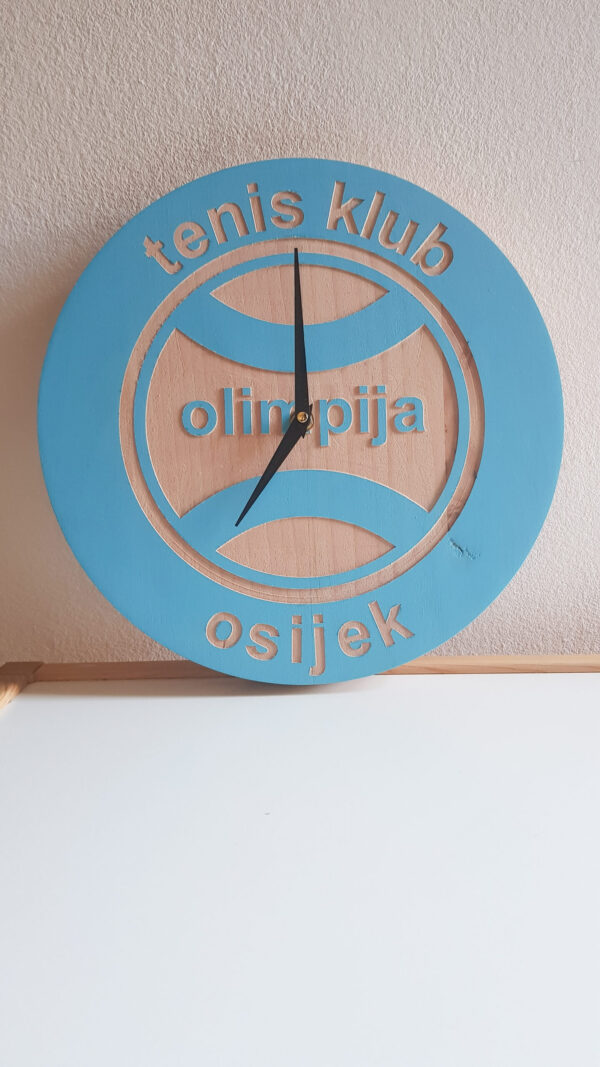 tenis klub
olimpija
osijek